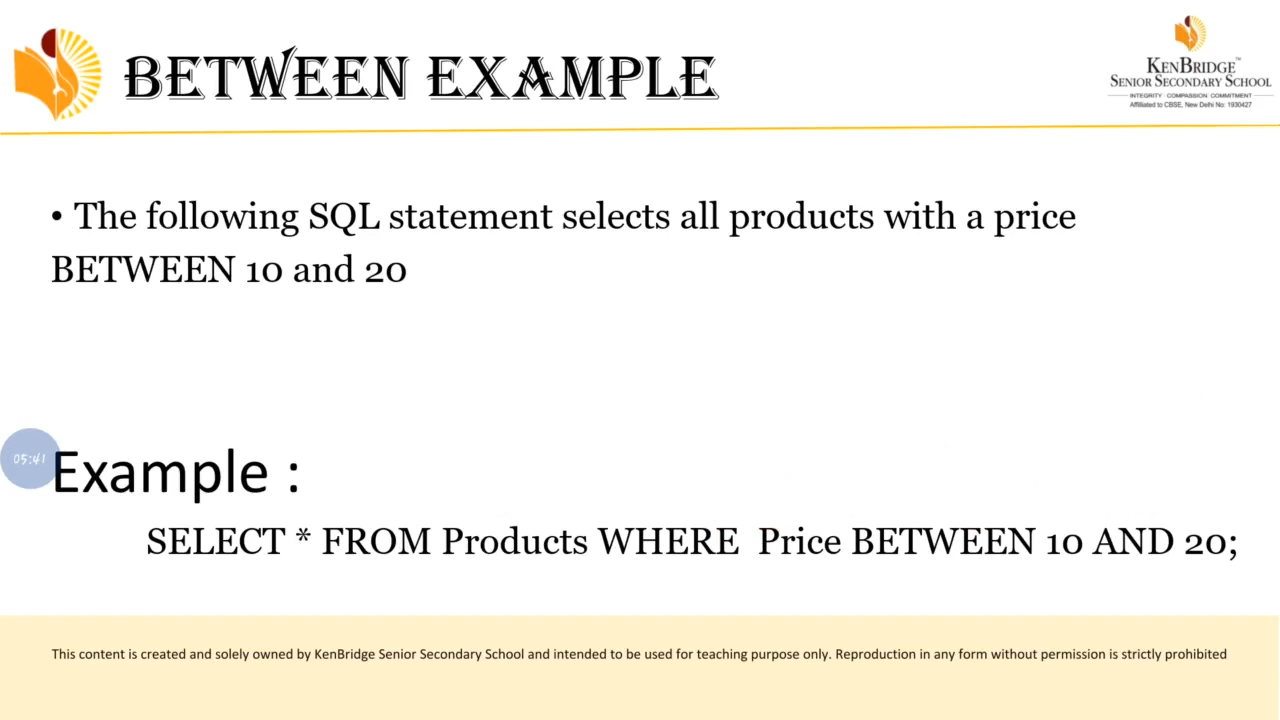 BETWEEN EXAMPLE
KENBRIDGE™
SENIOR SECONDARY SCHOOL
INTEGRITY COMPASSION COMMITMENT
Affiliated to CBSE, New Delhi No: 1930427
• The following SQL statement selects all products with a price
BETWEEN 10 and 20
05:41
Example :
SELECT * FROM Products WHERE Price BETWEEN 10 AND 20;
This content is created and solely owned by KenBridge Senior Secondary School and intended to be used for teaching purpose only. Reproduction in any form without permission is strictly prohibited